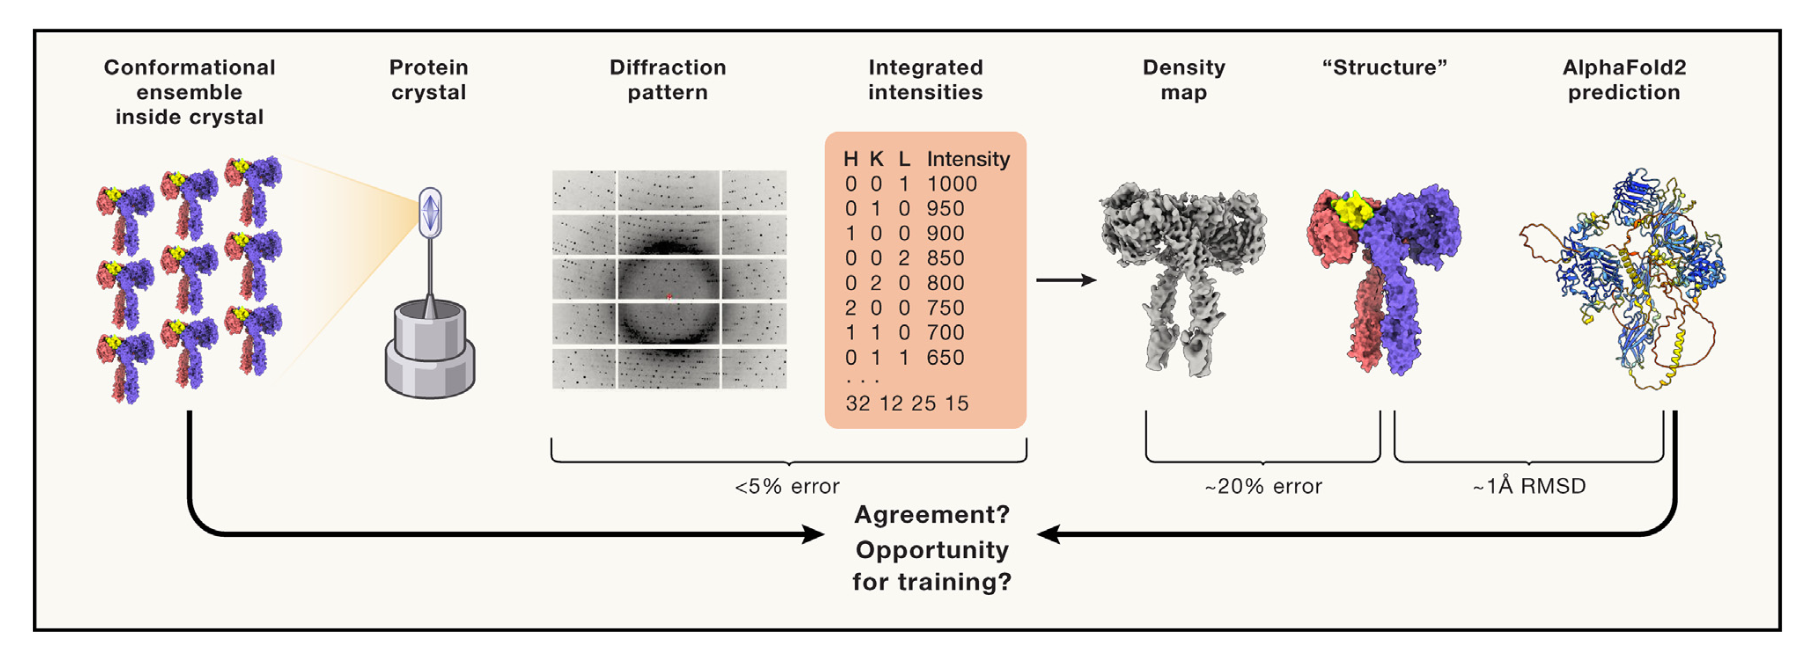 Conformational
ensemble
inside crystal
Protein
crystal
Diffraction
pattern
Integrated
intensities
Density
map
“Structure”
AlphaFold2
prediction
H K L Intensity
0 0 1 1000
0 1 0 950
1 0 0 900
0 0 2 850
0 2 0 800
2 0 0 750
1 1 0 700
0 1 1 650
. . .
32 12 25 15
<5% error
~20% error
~1Å RMSD
Agreement?
Opportunity
for training?